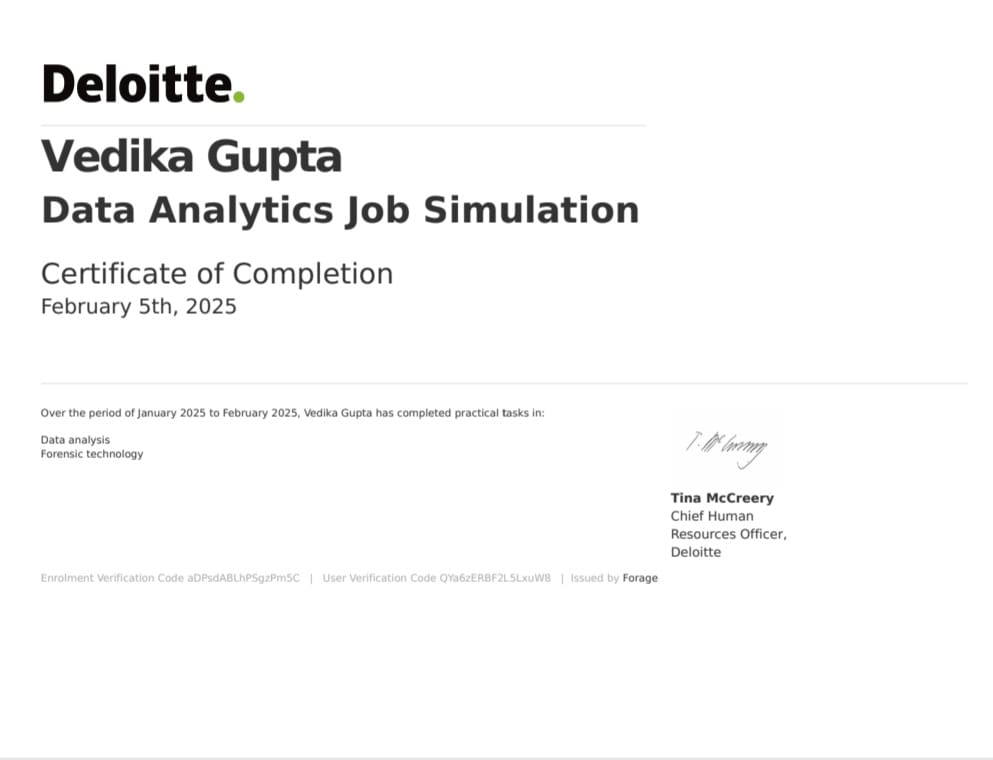 Deloitte.
Vedika Gupta
Data Analytics Job Simulation
Certificate of Completion
February 5th, 2025
Over the period of January 2025 to February 2025, Vedika Gupta has completed practical tasks in:
Data analysis
Forensic technology
T. McCreery
Tina McCreery
Chief Human
Resources Officer,
Deloitte
Enrolment Verification Code aDPsdABLhPSgzPm5C | User Verification Code QYa6zERBF2L5LxuW8 | Issued by Forage